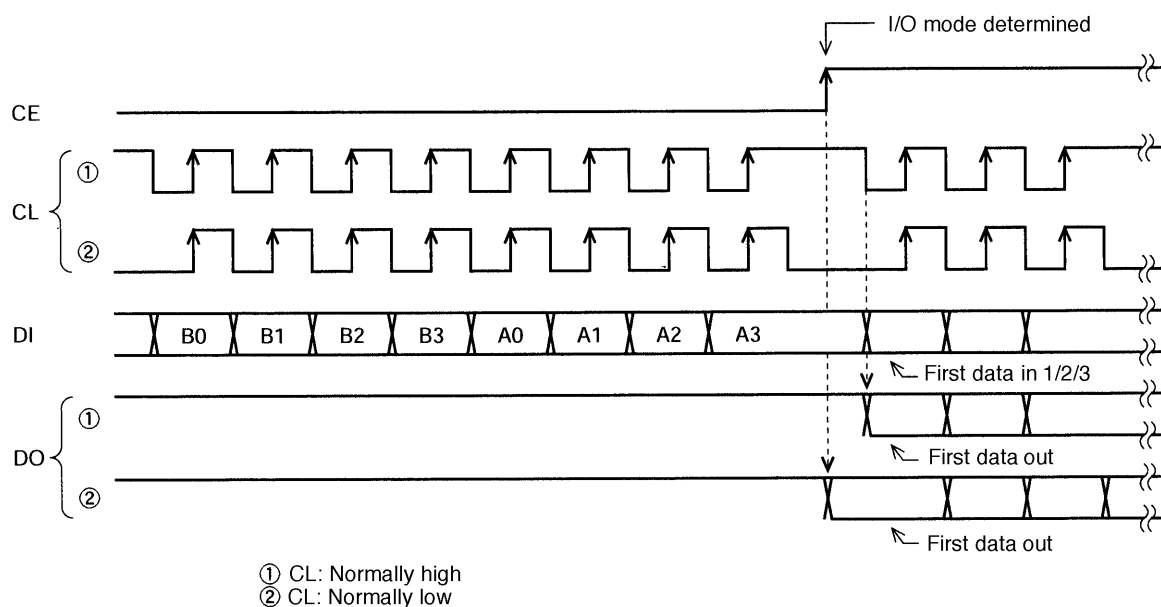 I/O mode determined
CE
①
CL
②
DI B0 B1 B2 B3 A0 A1 A2 A3
First data in 1/2/3
①
First data out
DO
②
First data out
① CL: Normally high
② CL: Normally low